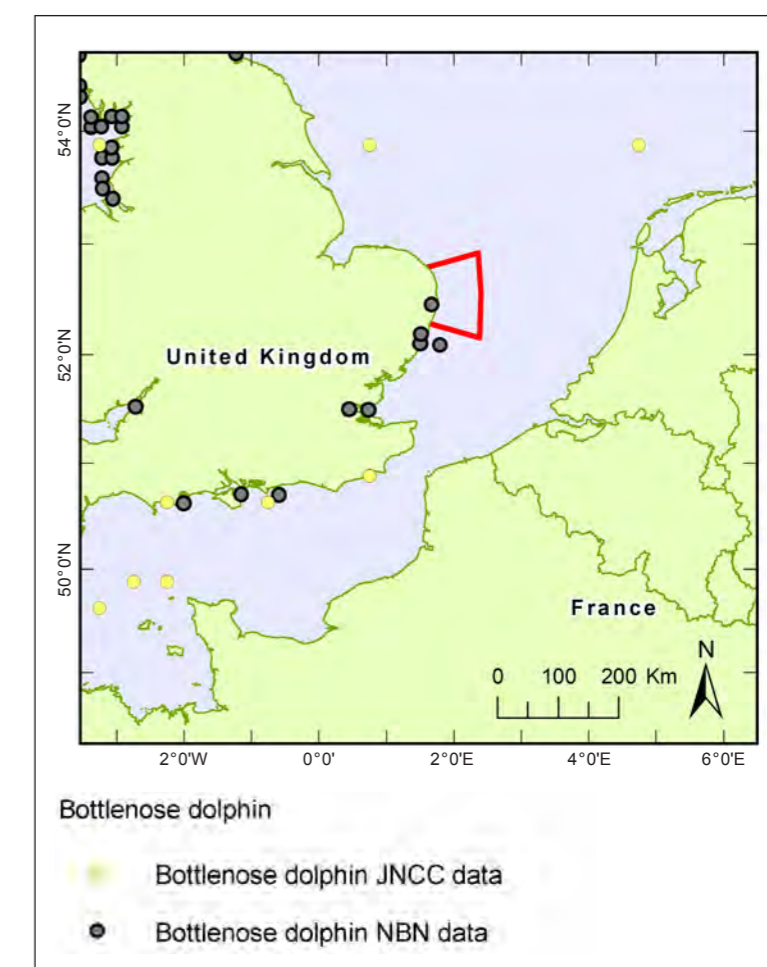 54°0'N
52°0'N
50°0'N
United Kingdom
France
N
0 100 200 Km
2°0'W 0°0' 2°0'E 4°0'E 6°0'E
Bottlenose dolphin
Bottlenose dolphin JNCC data
Bottlenose dolphin NBN data